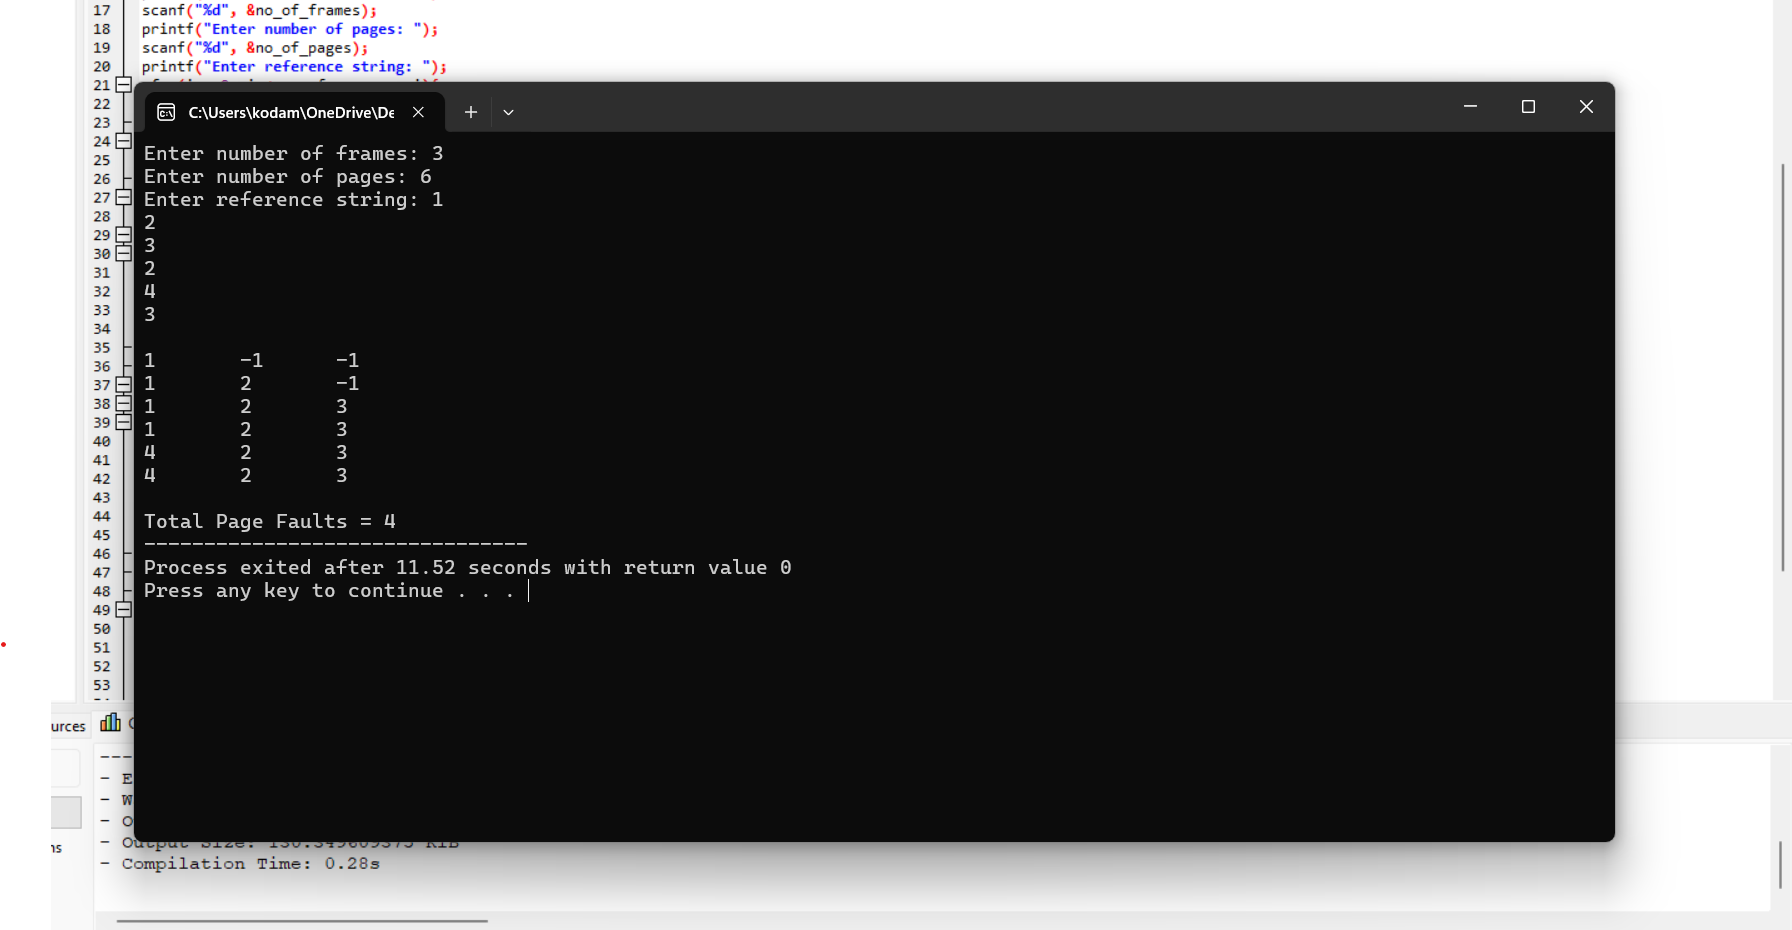 17 scanf("%d", &no_of_frames);
18 printf("Enter number of pages: ");
19 scanf("%d", &no_of_pages);
20 printf("Enter reference string: ");
21
22
23
24
25
26
27
28
29
30
31
32
33
34
35
36
37
38
39
40
41
42
43
44
45
46
47
48
49
50
51
52
53
C:\Users\kodam\OneDrive\De
Enter number of frames: 3
Enter number of pages: 6
Enter reference string: 1
2
3
2
4
3
1 -1 -1
1 2 -1
1 2 3
1 2 3
4 2 3
4 2 3
Total Page Faults = 4
--------------------------------
Process exited after 11.52 seconds with return value 0
Press any key to continue . . .
urces
- E
- W
- O
- Output Size: 130.349609375 KiB
- Compilation Time: 0.28s
ns